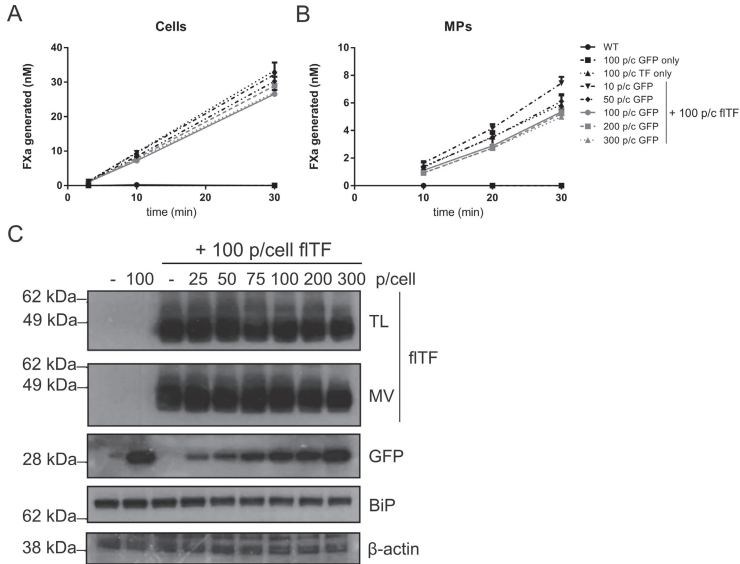 A
Cells
FXa generated (nM)
40
30
20
10
0
0
10
20
30
time (min)
B
MPs
FXa generated (nM)
10
8
6
4
2
0
0
10
20
30
time (min)
WT
100 p/c GFP only
100 p/c TF only
10 p/c GFP
50 p/c GFP
100 p/c GFP
200 p/c GFP
300 p/c GFP
+ 100 p/c flTF
C
+ 100 p/cell flTF
- 100 - 25 50 75 100 200 300 p/cell
62 kDa
49 kDa
TL
62 kDa
49 kDa
MV
flTF
28 kDa
GFP
BiP
62 kDa
38 kDa
β-actin